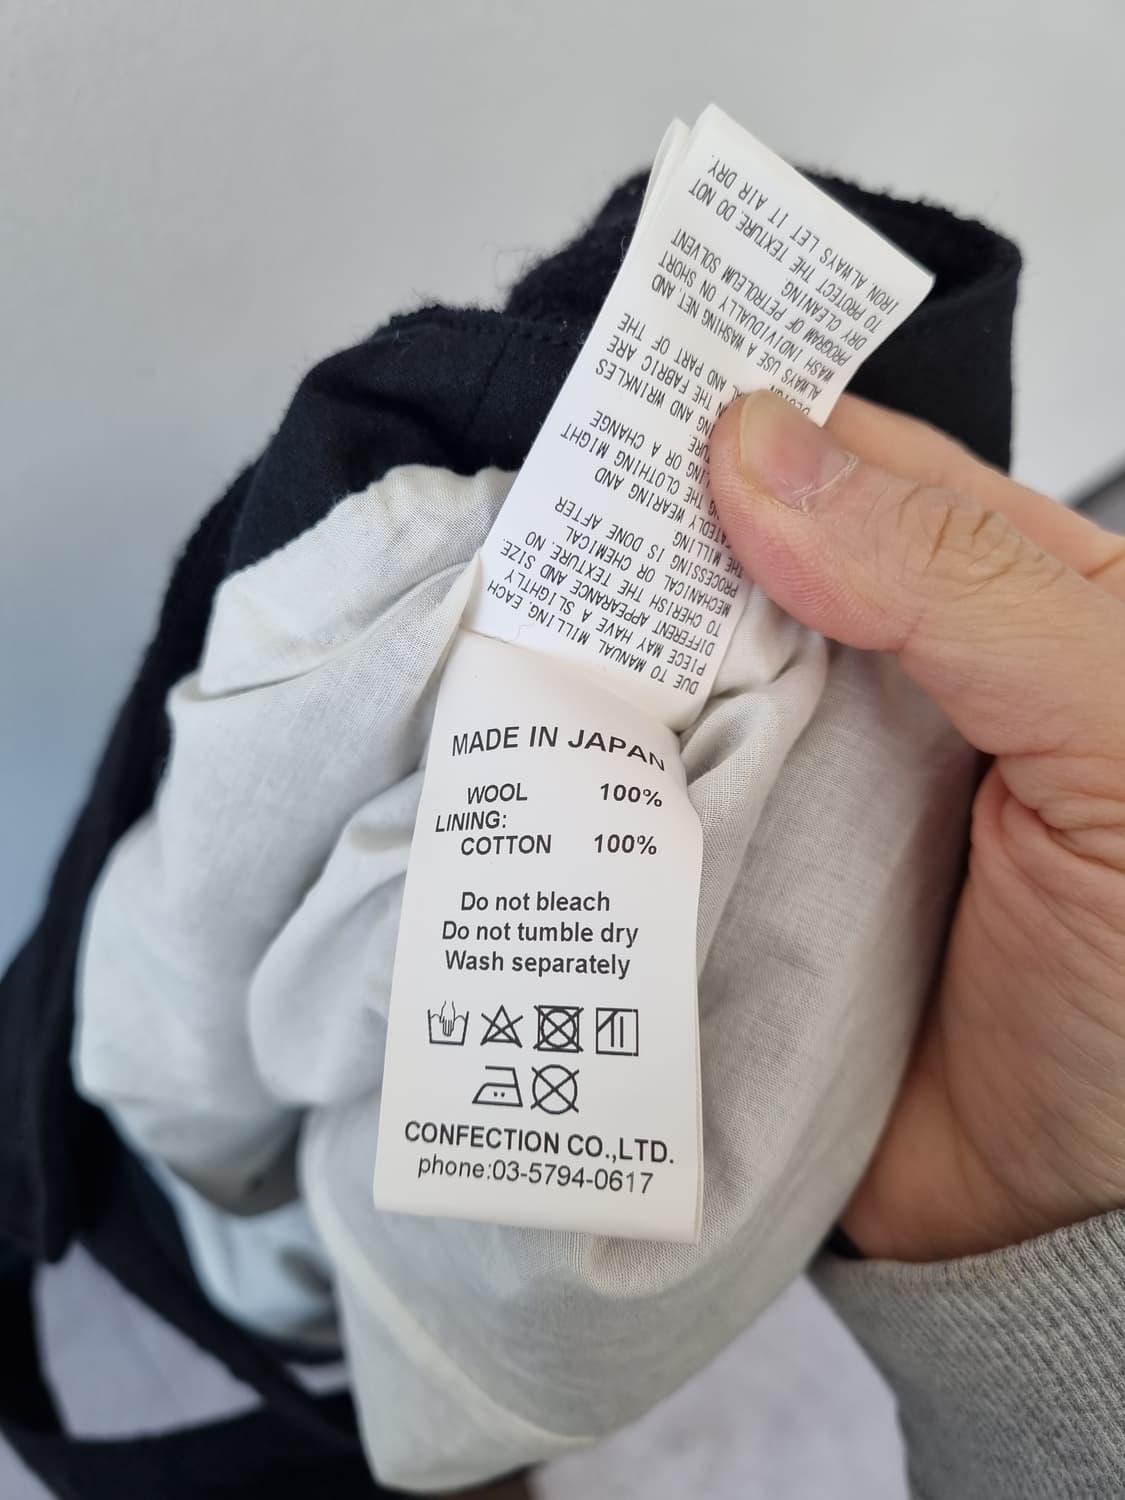 DUE TO MANUAL MILLING, EACH
PIECE MAY HAVE A SLIGHTLY
DIFFERENT APPEARANCE AND SIZE.
TO CHERISH THE TEXTURE, NO
MECHANICAL OR CHEMICAL
PROCESSING IS DONE AFTER
THE MILLING.
WEARING AND
THE CLOTHING MIGHT
OR A CHANGE
AND WRINKLES
THE FABRIC ARE
AND PART OF THE
ALWAYS USE A WASHING NET, AND
WASH INDIVIDUALLY ON SHORT
PROGRAM OF PETROLEUM SOLVENT
DRY CLEANING.
TO PROTECT THE TEXTURE, DO NOT
IRON. ALWAYS LET IT AIR DRY.
MADE IN JAPAN
WOOL 100%
LINING:
COTTON 100%
Do not bleach
Do not tumble dry
Wash separately
CONFECTION CO.,LTD.
phone:03-5794-0617